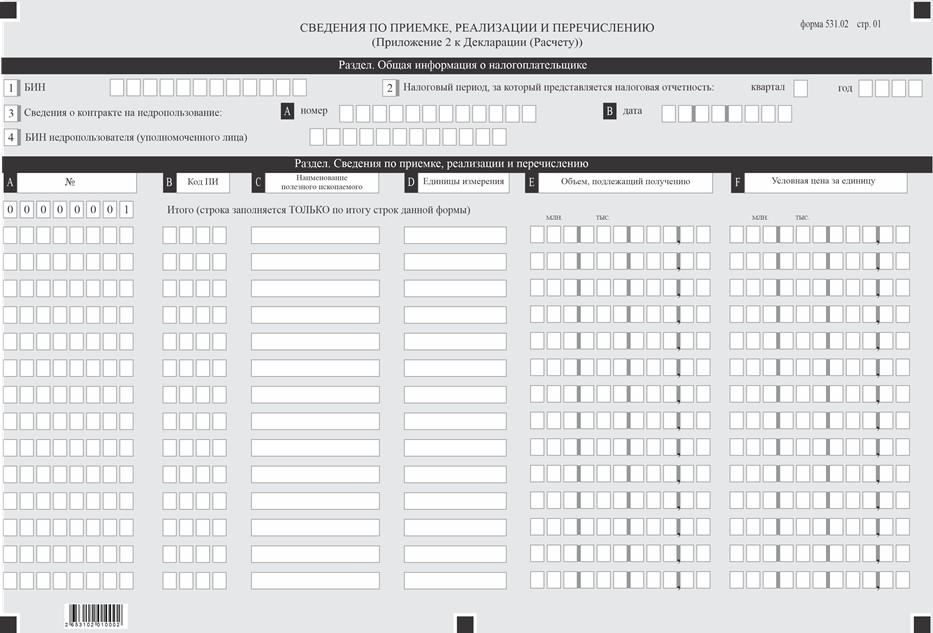 СВЕДЕНИЯ ПО ПРИЕМКЕ, РЕАЛИЗАЦИИ И ПЕРЕЧИСЛЕНИЮ
форма 531.02 стр. 01
(Приложение 2 к Декларации (Расчету))
Раздел. Общая информация о налогоплательщике
1 БИН 2 Налоговый период, за который представляется налоговая отчетность: квартал год
3 Сведения о контракте на недропользование: A номер B дата
4 БИН недропользователя (уполномоченного лица)
Раздел. Сведения по приемке, реализации и перечислению
A № B Код ПИ C Наименование полезного ископаемого D Единицы измерения E Объем, подлежащий получению F Условная цена за единицу
0 0 0 0 0 0 0 1 Итого (строка заполняется ТОЛЬКО по итогу строк данной формы)
млн. тыс. млн. тыс.
2 653102 010002